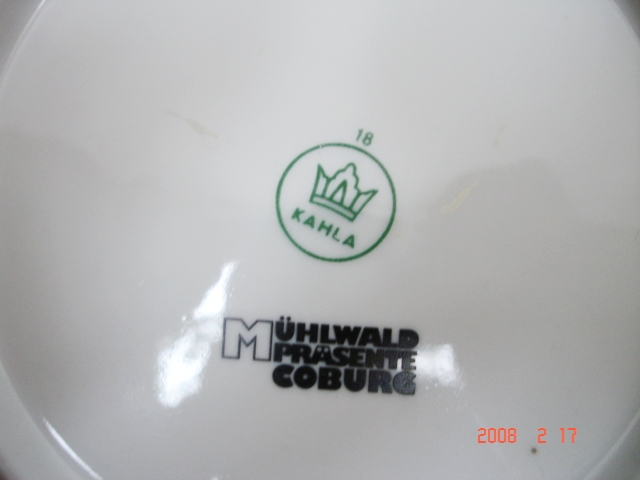 18
KAHLA
MÜHLWALD
PRÄSENTE
COBURG
2008 2 17